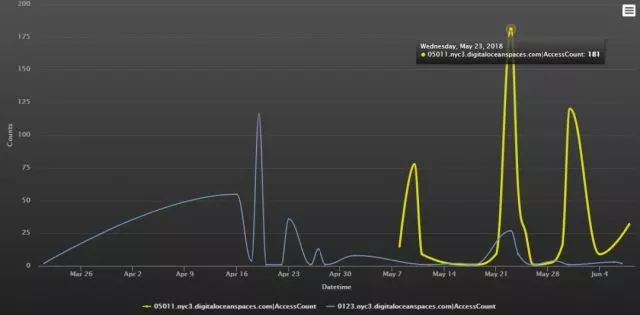 200
175
150
125
100
75
50
25
0
Counts
Wednesday, May 23, 2018
05011.nyc3.digitaloceanspaces.com|AccessCount: 181
Mar 26
Apr 2
Apr 9
Apr 16
Apr 23
Apr 30
May 7
May 14
May 21
May 28
Jun 4
Datetime
05011.nyc3.digitaloceanspaces.com|AccessCount
0123.nyc3.digitaloceanspaces.com|AccessCount